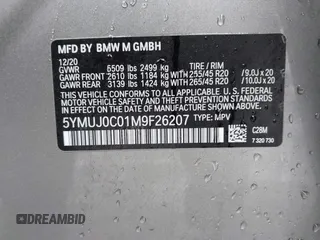 MFD BY BMW M GMBH
12/20
GVWR 5509 lbs 2499 kg TIRE / RIM
GAWR FRONT 2610 lbs 1184 kg WITH 255/45 R20 / 9.0J x 20
GAWR REAR 3139 lbs 1424 kg WITH 265/45 R20 / 10.0J x 20
THIS VEHICLE CONFORMS TO ALL APPLICABLE U.S. FEDERAL
MOTOR VEHICLE SAFETY, BUMPER, AND THEFT PREVENTION
STANDARDS IN EFFECT ON THE DATE OF MANUFACTURE SHOWN ABOVE.
5YMUJ0C01M9F26207 TYPE: MPV
C28M
7 320 730
DREAMBID